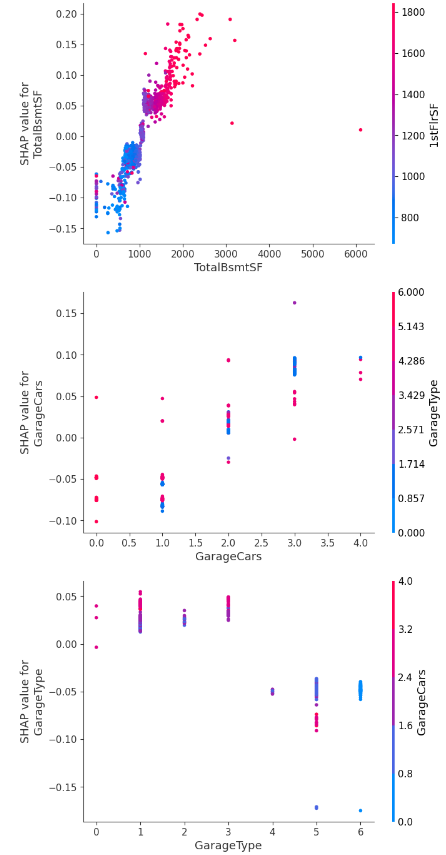 0.20
0.15
0.10
0.05
0.00
−0.05
−0.10
−0.15
SHAP value for
TotalBsmtSF
0 1000 2000 3000 4000 5000 6000
TotalBsmtSF
1800
1600
1400
1200
1000
800
1stFlrSF
0.15
0.10
0.05
0.00
−0.05
−0.10
SHAP value for
GarageCars
0.0 0.5 1.0 1.5 2.0 2.5 3.0 3.5 4.0
GarageCars
6.000
5.143
4.286
3.429
2.571
1.714
0.857
0.000
GarageType
0.05
0.00
−0.05
−0.10
−0.15
SHAP value for
GarageType
0 1 2 3 4 5 6
GarageType
4.0
3.2
2.4
1.6
0.8
0.0
GarageCars